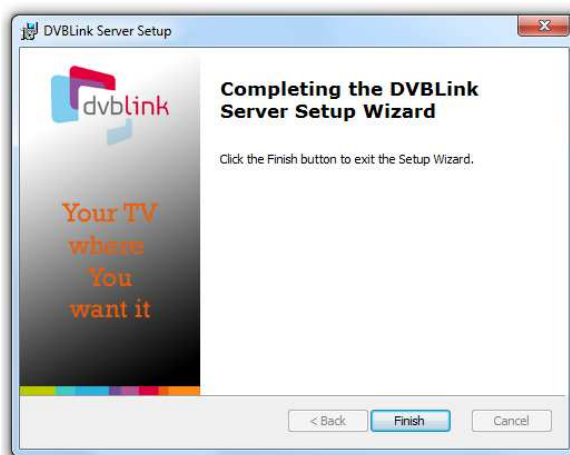 DVBLink Server Setup
dvblink
Completing the DVBLink
Server Setup Wizard
Click the Finish button to exit the Setup Wizard.
Your TV
where
You
want it
< Back
Finish
Cancel